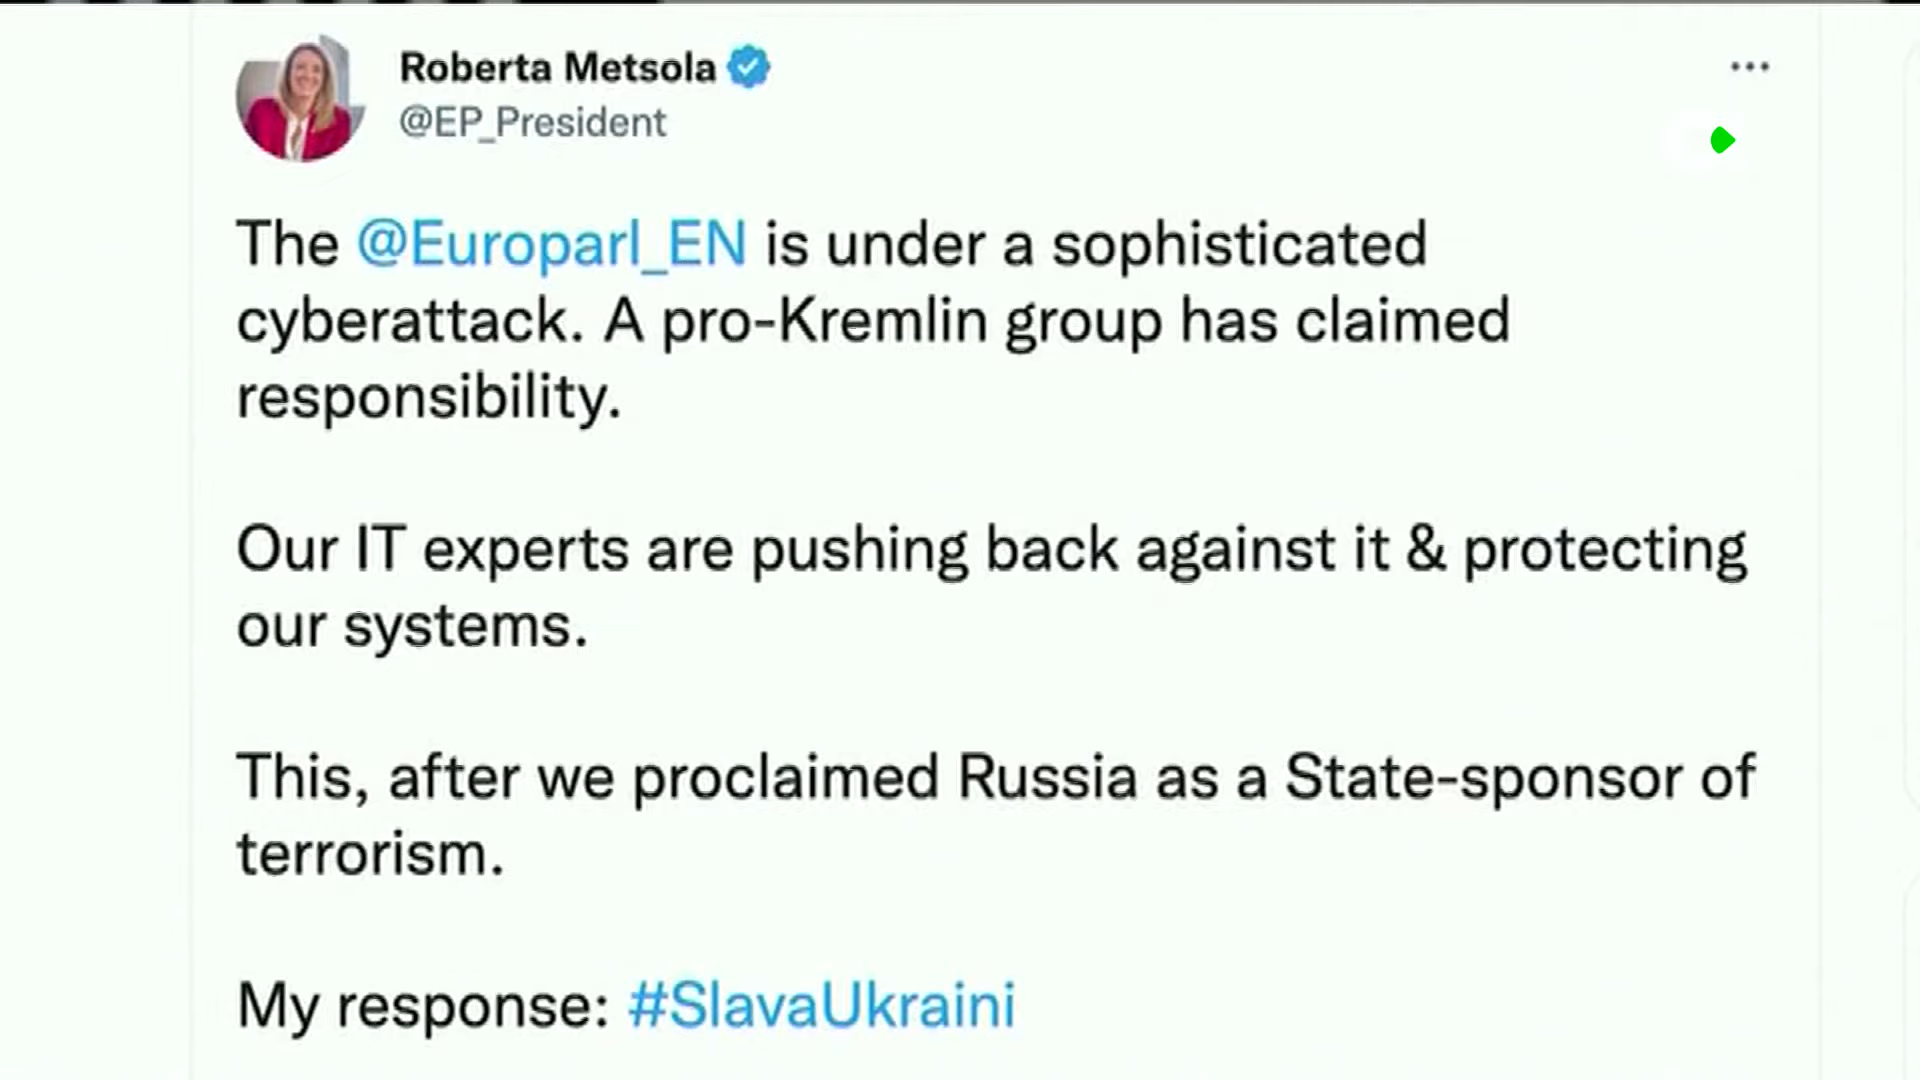 Roberta Metsola
@EP_President
The @Europarl_EN is under a sophisticated
cyberattack. A pro-Kremlin group has claimed
responsibility.
Our IT experts are pushing back against it & protecting
our systems.
This, after we proclaimed Russia as a State-sponsor of
terrorism.
My response: #SlavaUkraini